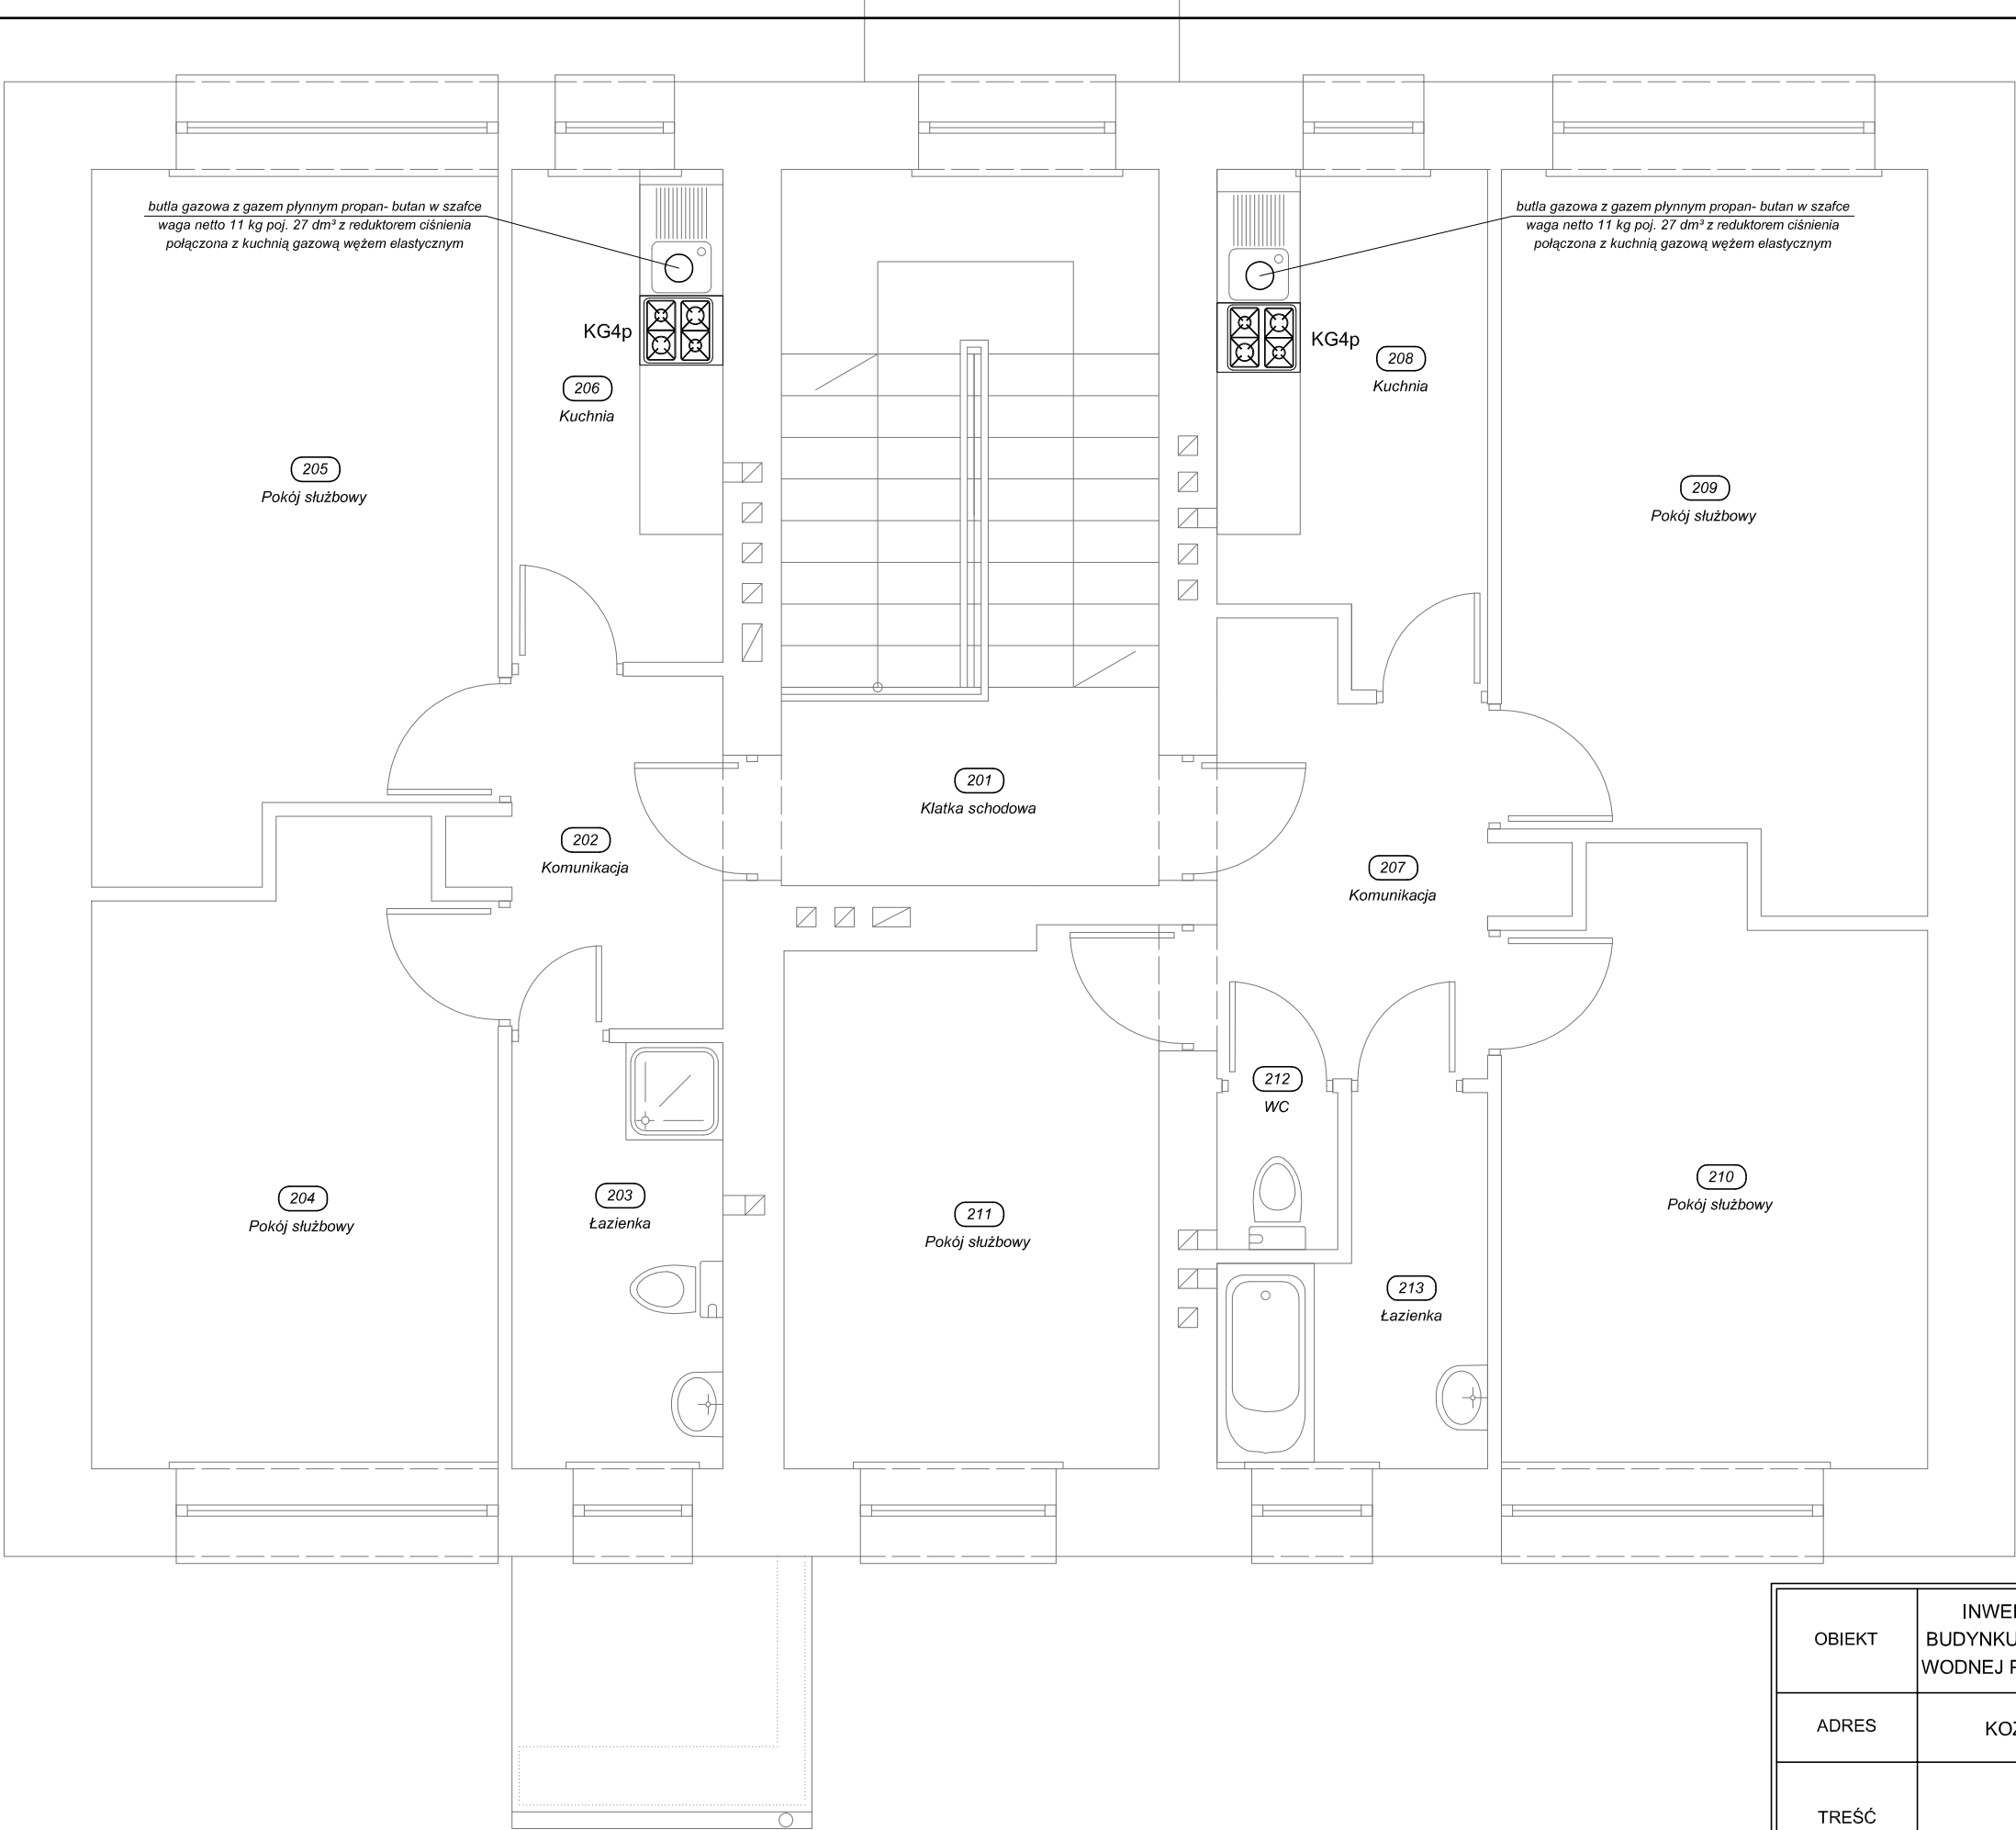 butla gazowa z gazem płynnym propan- butan w szafce
waga netto 11 kg poj. 27 dm³ z reduktorem ciśnienia
połączona z kuchnią gazową wężem elastycznym
butla gazowa z gazem płynnym propan- butan w szafce
waga netto 11 kg poj. 27 dm³ z reduktorem ciśnienia
połączona z kuchnią gazową wężem elastycznym
KG4p
KG4p
206
Kuchnia
208
Kuchnia
205
Pokój służbowy
209
Pokój służbowy
201
Klatka schodowa
202
Komunikacja
207
Komunikacja
212
WC
204
Pokój służbowy
203
Łazienka
211
Pokój służbowy
210
Pokój służbowy
213
Łazienka
OBIEKT
BUDYNKU
WODNEJ
ADRES
TREŚĆ